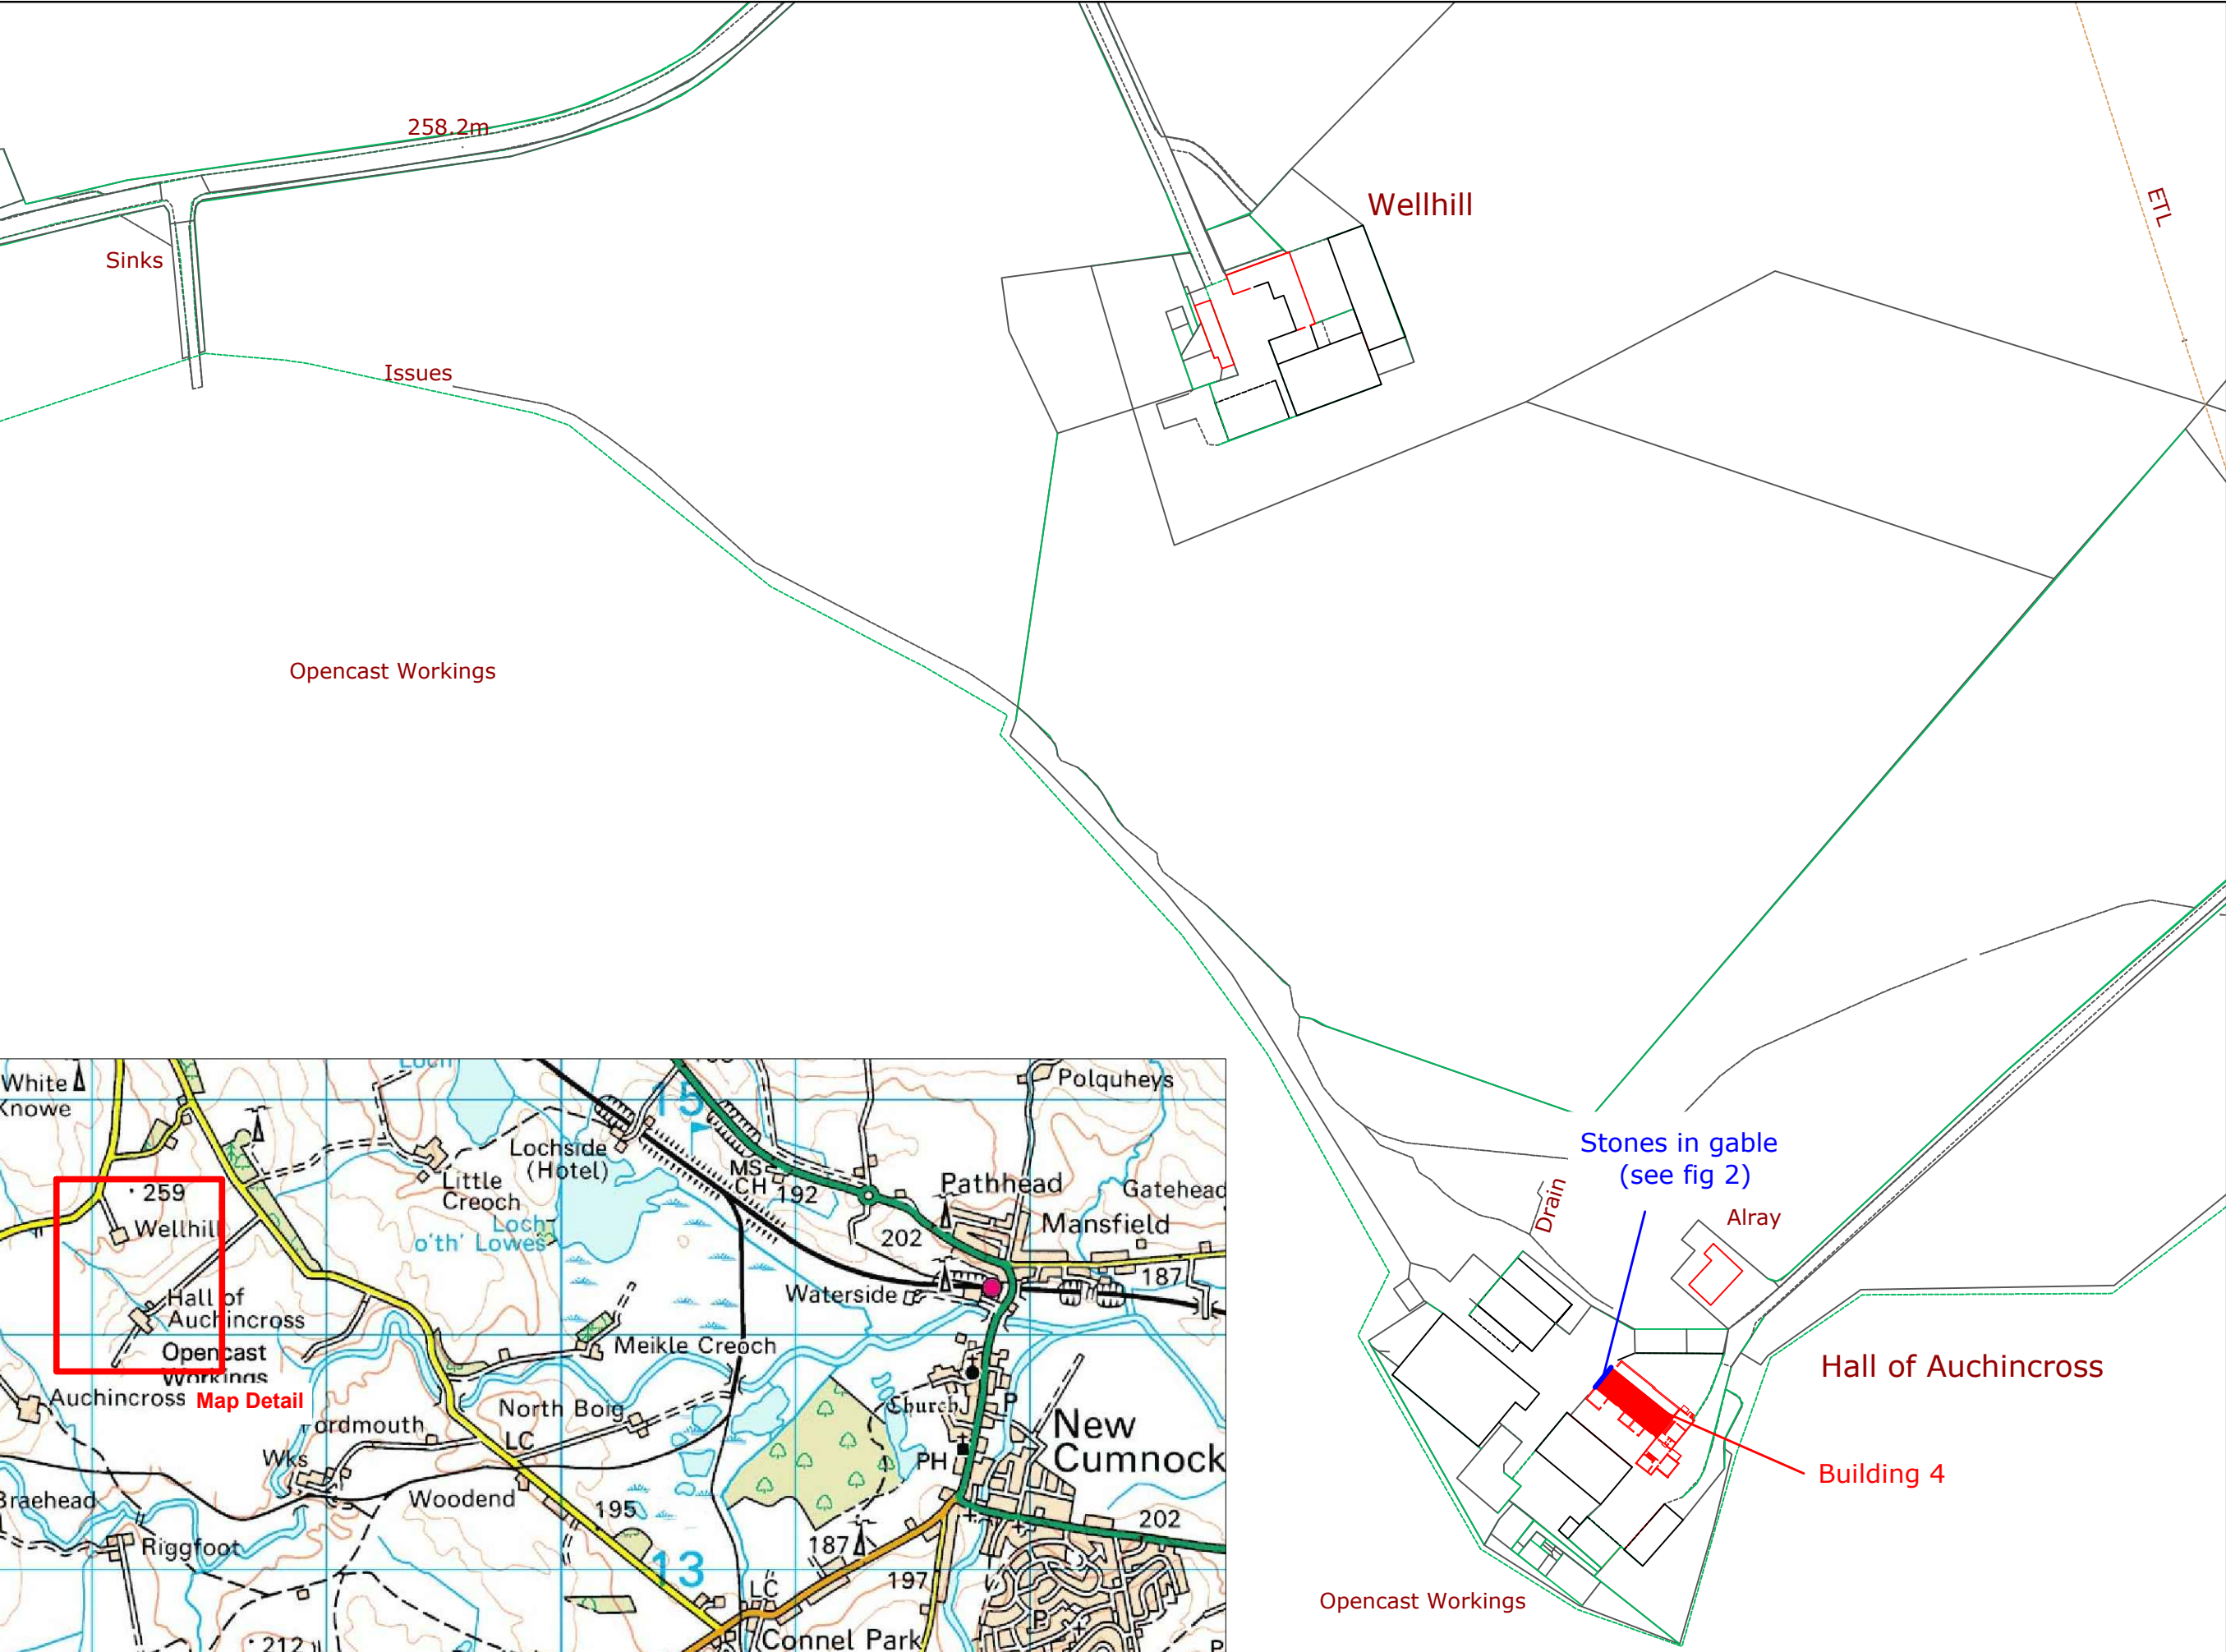 258.2m
Wellhill
ETL
Sinks
Issues
Opencast Workings
Stones in gable
(see fig 2)
Drain
Alray
Hall of Auchincross
Building 4
Opencast Workings
White
Knowe
259
Wellhill
Hall of
Auchincross
Opencast
Workings
Auchincross
Map Detail
Little
Creoch
Loch
o'th' Lowes
Lochside
(Hotel)
15
MS
CH
192
Polquheys
Pathhead
Gatehead
Mansfield
202
187
Waterside
Meikle Creoch
North Boig
LC
Wks
Woodend
195
Riggfoot
13
212
Church
P
PH
New
Cumnock
202
187
197
LC
P
Connel Park